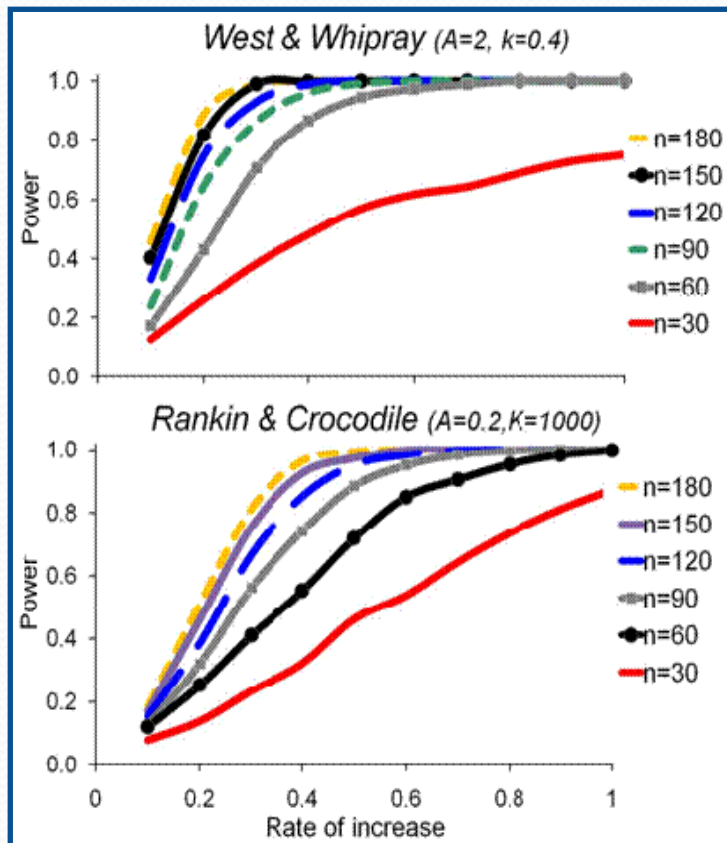 West & Whipray (A=2, k=0.4)
1.0
0.8
0.6
0.4
0.2
0.0
Power
n=180
n=150
n=120
n=90
n=60
n=30
Rankin & Crocodile (A=0.2,K=1000)
1.0
0.8
0.6
0.4
0.2
0.0
Power
n=180
n=150
n=120
n=90
n=60
n=30
0 0.2 0.4 0.6 0.8 1
Rate of increase